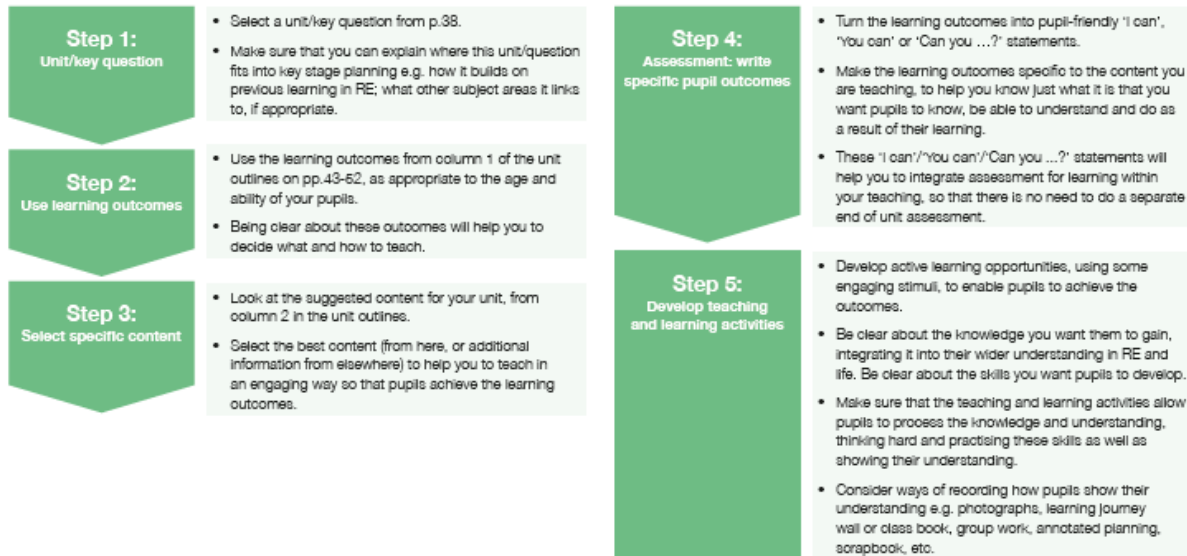 Step 1:
Unit/key question
• Select a unit/key question from p.38.
• Make sure that you can explain where this unit/question
fits into key stage planning e.g. how it builds on
previous learning in RE; what other subject areas it links
to, if appropriate.
Step 2:
Use learning outcomes
• Use the learning outcomes from column 1 of the unit
outlines on pp.43-52, as appropriate to the age and
ability of your pupils.
• Being clear about these outcomes will help you to
decide what and how to teach.
Step 3:
Select specific content
• Look at the suggested content for your unit, from
column 2 in the unit outlines.
• Select the best content (from here, or additional
information from elsewhere) to help you to teach in
an engaging way so that pupils achieve the learning
outcomes.
Step 4:
Assessment: write
specific pupil outcomes
• Turn the learning outcomes into pupil-friendly 'I can',
'You can' or 'Can you …?' statements.
• Make the learning outcomes specific to the content you
are teaching, to help you know just what it is that you
want pupils to know, be able to understand and do as
a result of their learning.
• These 'I can'/'You can'/'Can you ...?' statements will
help you to integrate assessment for learning within
your teaching, so that there is no need to do a separate
end of unit assessment.
Step 5:
Develop teaching
and learning activities
• Develop active learning opportunities, using some
engaging stimuli, to enable pupils to achieve the
outcomes.
• Be clear about the knowledge you want them to gain,
integrating it into their wider understanding in RE and
life. Be clear about the skills you want pupils to develop.
• Make sure that the teaching and learning activities allow
pupils to process the knowledge and understanding,
thinking hard and practising these skills as well as
showing their understanding.
• Consider ways of recording how pupils show their
understanding e.g. photographs, learning journey
wall or class book, group work, annotated planning,
scrapbook, etc.